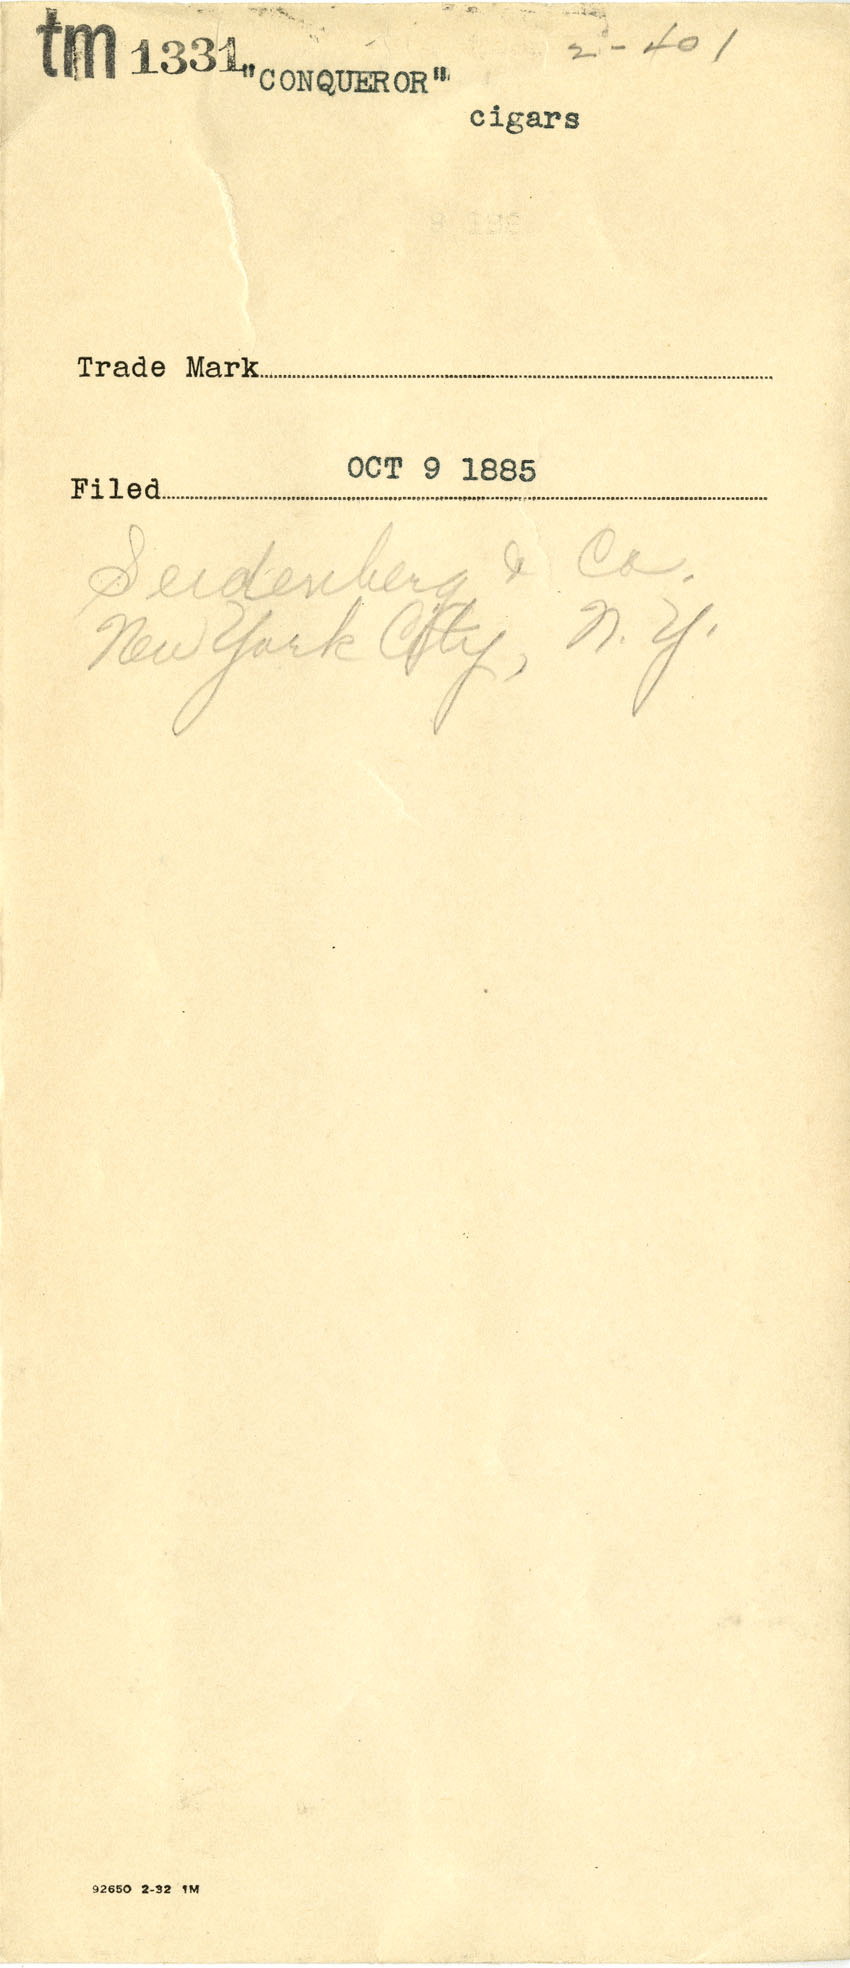 tm 1331 "CONQUEROR" 2-401
cigars
Trade Mark
OCT 9 1885
Filed
Seidenberg & Co.
New York City, N.Y.
92650 2-32 1M